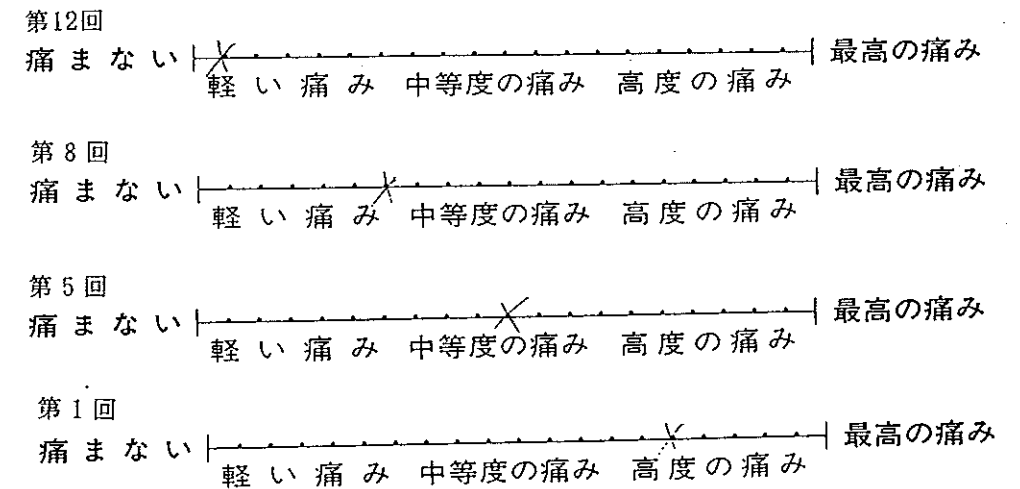 第12回
痛まない 最高の痛み
軽い痛み 中等度の痛み 高度の痛み
第8回
痛まない 最高の痛み
軽い痛み 中等度の痛み 高度の痛み
第5回
痛まない 最高の痛み
軽い痛み 中等度の痛み 高度の痛み
第1回
痛まない 最高の痛み
軽い痛み 中等度の痛み 高度の痛み